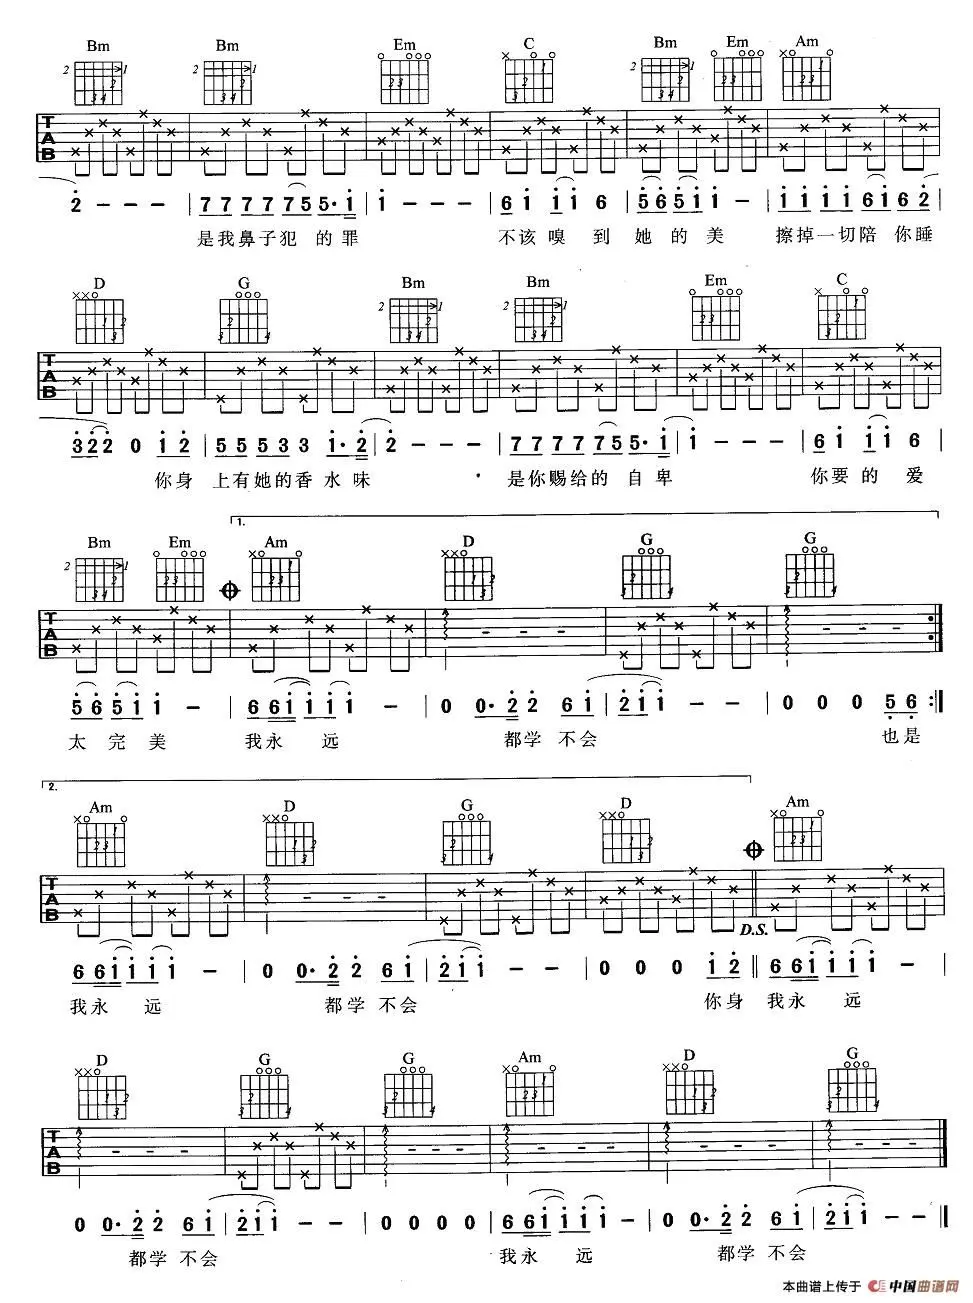 Bm Bm Em C Bm Em Am
T A B
2 - - - | 7 7 7 7 7 5 5· 1 | 1 - - - | 6 1 1 1 6 | 5 6 5 1 1 - | 1 1 1 1 6 1 6 2
是我鼻子犯 的罪 不该嗅 到 她 的 美 擦掉一切陪 你睡
D G Bm Bm Em C
T A B
3 2 2 0 1 2 | 5 5 5 3 3 1· 2 | 2 - - - | 7 7 7 7 7 5 5· 1 | 1 - - - | 6 1 1 1 6
你身 上有她的香水味 是你赐给的 自卑 你要的 爱
1.
Bm Em Am D G G
T A B
5 6 5 1 1 - | 6 6 1 1 1 1 - | 0 0· 2 2 6 1 | 2 1 1 - - | 0 0 0 5 6 :||
太 完 美 我永 远 都学 不会 也是
2.
Am D G D Am
T A B
D.S.
6 6 1 1 1 1 - | 0 0· 2 2 6 1 | 2 1 1 - - | 0 0 0 1 2 || 6 6 1 1 1 1 - |
我永 远 都学 不会 你身 我永 远
D G G Am D G
T A B
0 0· 2 2 6 1 | 2 1 1 - - | 0 0 0 0 | 6 6 1 1 1 1 - | 0 0· 2 2 6 1 | 2 1 1 - - ||
都学 不会 我永 远 都学 不会
本曲谱上传于 中国曲谱网